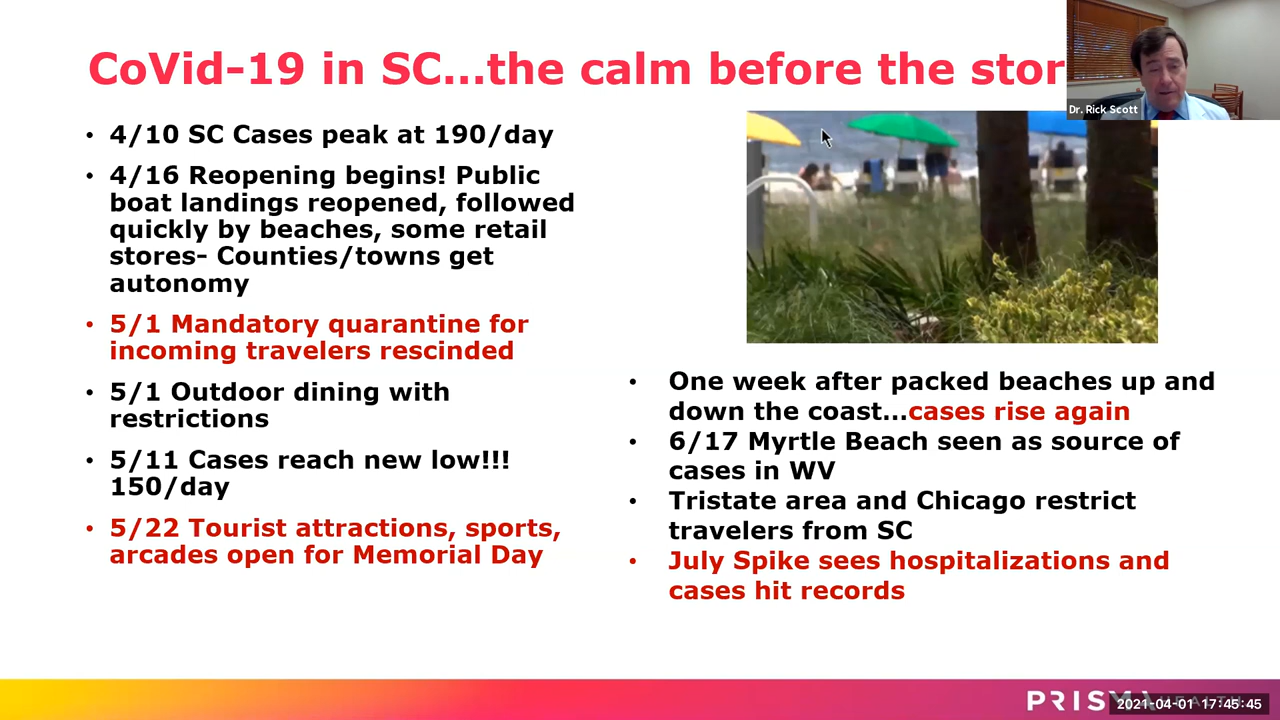 CoVid-19 in SC...the calm before the stor
Dr. Rick Scott
• 4/10 SC Cases peak at 190/day
• 4/16 Reopening begins! Public
boat landings reopened, followed
quickly by beaches, some retail
stores- Counties/towns get
autonomy
• 5/1 Mandatory quarantine for
incoming travelers rescinded
• 5/1 Outdoor dining with
restrictions
• 5/11 Cases reach new low!!!
150/day
• 5/22 Tourist attractions, sports,
arcades open for Memorial Day
• One week after packed beaches up and
down the coast...cases rise again
• 6/17 Myrtle Beach seen as source of
cases in WV
• Tristate area and Chicago restrict
travelers from SC
• July Spike sees hospitalizations and
cases hit records
PRISMA HEALTH
2021-04-01 17:45:45